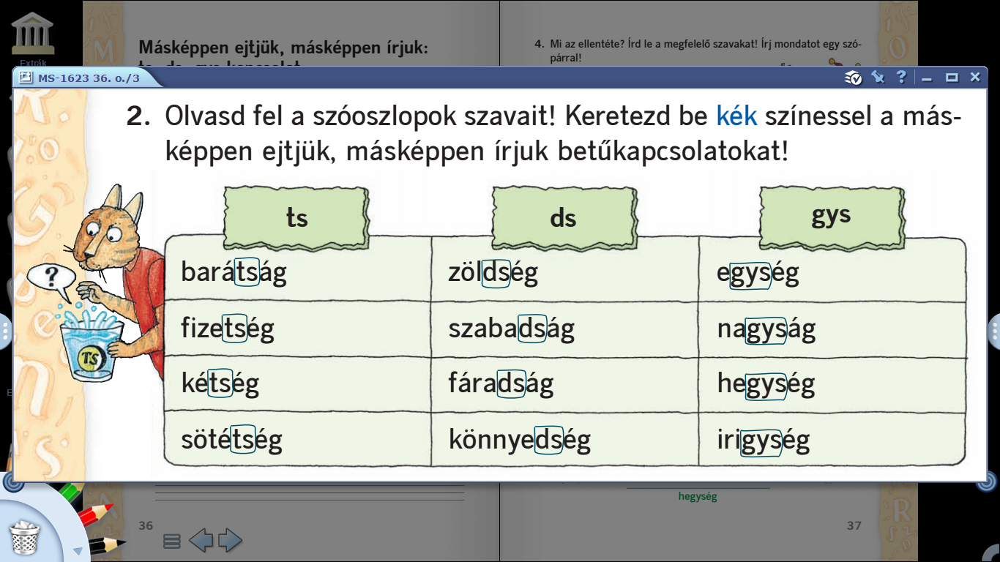 Extrák
Másképpen ejtjük, másképpen írjuk:
4. Mi az ellentéte? Írd le a megfelelő szavakat! Írj mondatot egy szó-
párral!
MS-1623 36. o./3
2. Olvasd fel a szóoszlopok szavait! Keretezd be kék színessel a más-
képpen ejtjük, másképpen írjuk betűkapcsolatokat!
ts ds gys
barátság zöldség egység
?
fizetség szabadság nagyság
TS
kétség fáradság hegység
sötétség könnyedség irigység
hegység
36
37